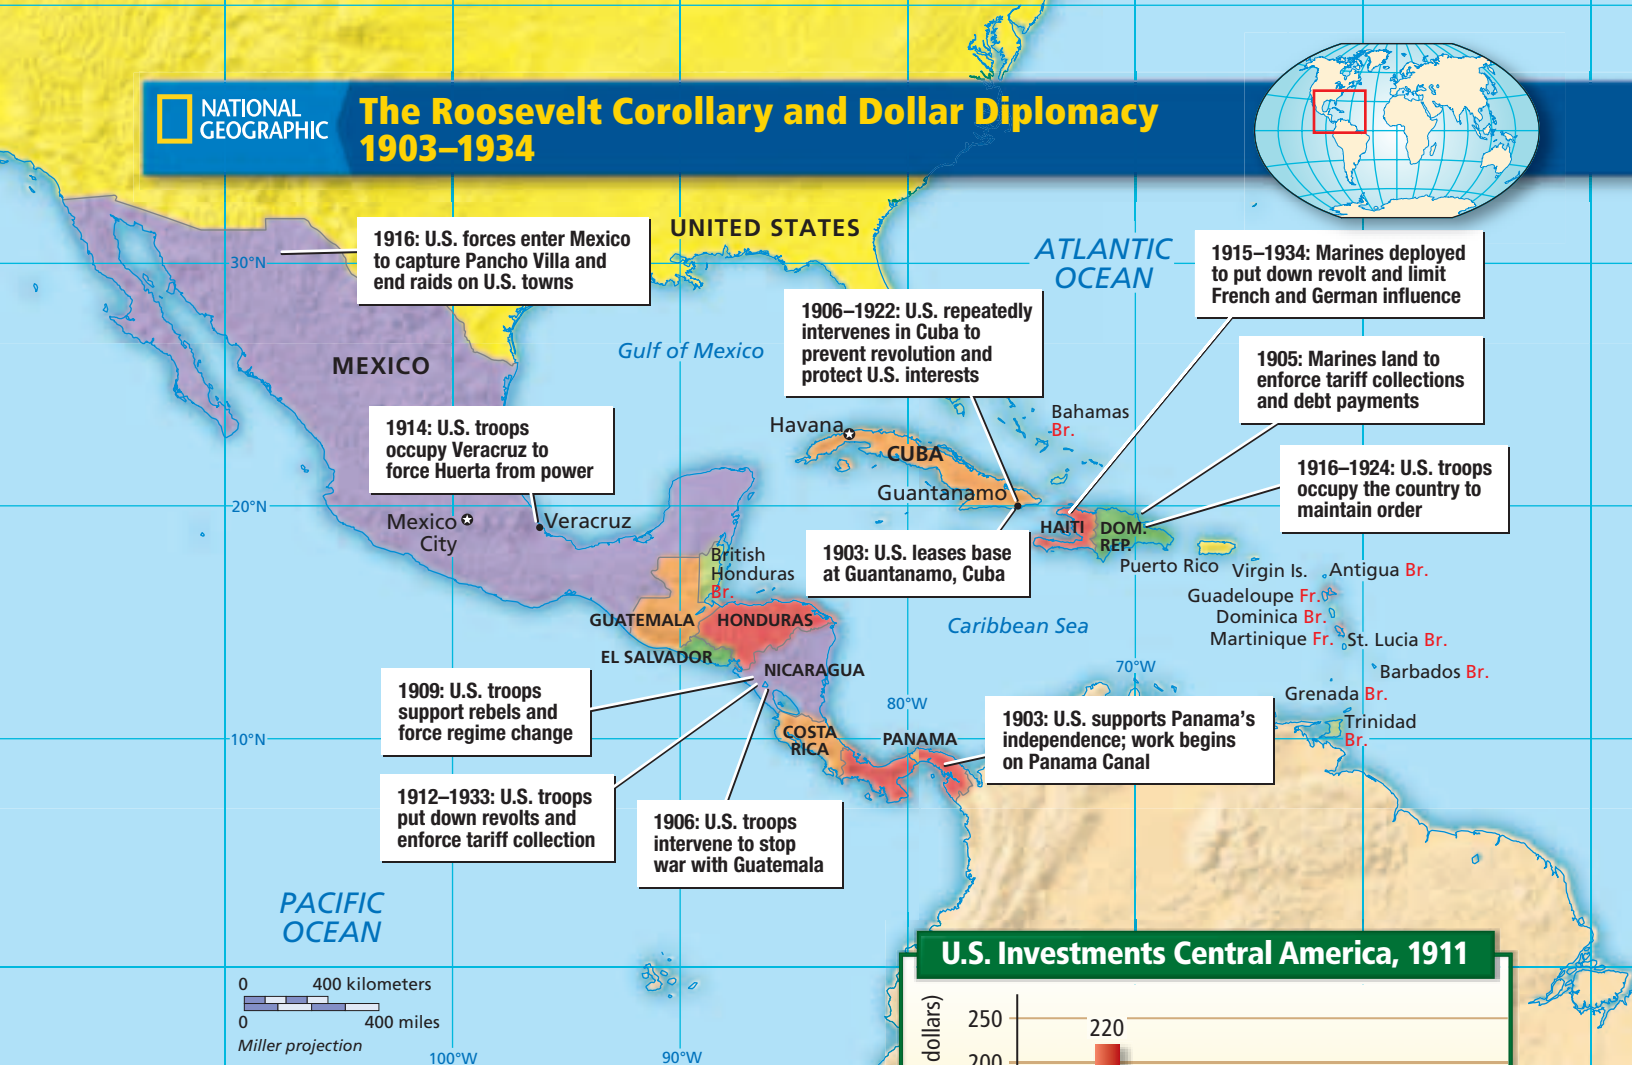 NATIONAL
GEOGRAPHIC
The Roosevelt Corollary and Dollar Diplomacy
1903–1934
UNITED STATES
1916: U.S. forces enter Mexico
to capture Pancho Villa and
end raids on U.S. towns
ATLANTIC
OCEAN
1915–1934: Marines deployed
to put down revolt and limit
French and German influence
30°N
1906–1922: U.S. repeatedly
intervenes in Cuba to
prevent revolution and
protect U.S. interests
Gulf of Mexico
MEXICO
1905: Marines land to
enforce tariff collections
and debt payments
1914: U.S. troops
occupy Veracruz to
force Huerta from power
Bahamas
Br.
Havana
CUBA
1916–1924: U.S. troops
occupy the country to
maintain order
Guantanamo
20°N
Mexico
City
Veracruz
HAITI
DOM.
REP.
1903: U.S. leases base
at Guantanamo, Cuba
British
Honduras
Br.
Puerto Rico
Virgin Is.
Antigua Br.
Guadeloupe Fr.
Dominica Br.
Martinique Fr.
St. Lucia Br.
GUATEMALA
HONDURAS
Caribbean Sea
EL SALVADOR
NICARAGUA
70°W
Barbados Br.
Grenada Br.
80°W
1909: U.S. troops
support rebels and
force regime change
1903: U.S. supports Panama’s
independence; work begins
on Panama Canal
Trinidad
Br.
10°N
COSTA
RICA
PANAMA
1912–1933: U.S. troops
put down revolts and
enforce tariff collection
1906: U.S. troops
intervene to stop
war with Guatemala
PACIFIC
OCEAN
U.S. Investments Central America, 1911
0 400 kilometers
0 400 miles
Miller projection
100°W
90°W
dollars)
250
220
200